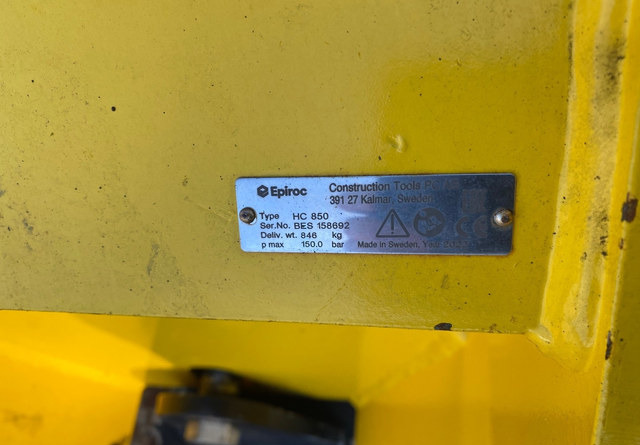 Epiroc
Construction Tools
391 27 Kalmar, Sweden
Type HC 850
Ser.No. BES 158692
Deliv. wt. 846 kg
p max 150.0 bar
Made in Sweden, Year